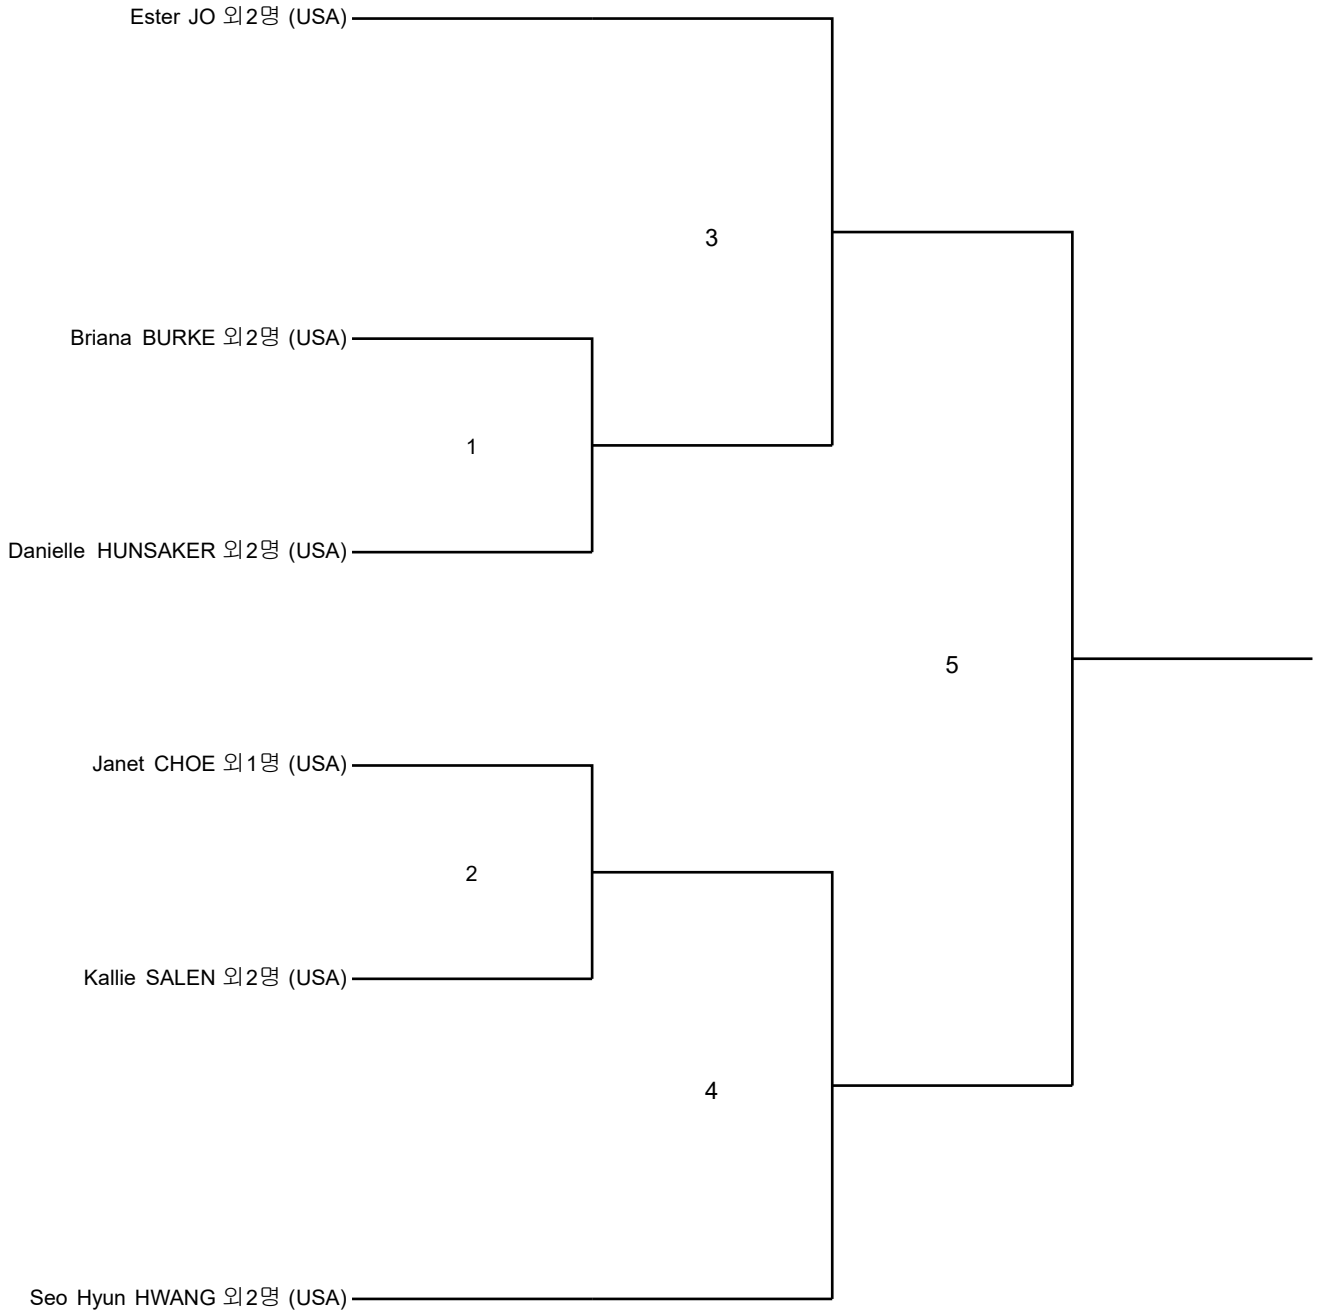 Ester JO 외2명 (USA)
3
Briana BURKE 외2명 (USA)
1
Danielle HUNSAKER 외2명 (USA)
5
Janet CHOE 외1명 (USA)
2
Kallie SALEN 외2명 (USA)
4
Seo Hyun HWANG 외2명 (USA)